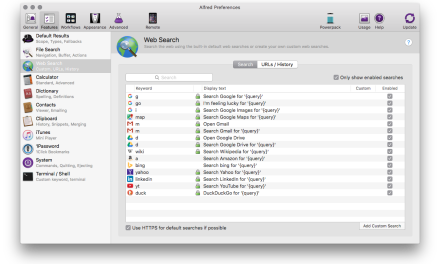 Alfred Preferences
General Features Workflows Appearance Advanced Remote Powerpack Usage Help Update
Default Results
Scope, Types, Fallbacks
File Search
Navigation, Buffer, Actions
Web Search
Custom, URLs, History
Calculator
Standard, Advanced
Dictionary
Spelling, Definitions
Contacts
Viewer, Emailing
Clipboard
History, Snippets, Merging
iTunes
Mini Player
1Password
1Click Bookmarks
System
Commands, Quitting, Ejecting
Terminal / Shell
Custom keyword, terminal
Web Search
Search the web using the built-in default web searches or create your own custom web searches.
?
Search URLs / History
Search
Only show enabled searches
Keyword Display text Custom Enabled
g Search Google for '{query}'
go I'm feeling lucky for '{query}'
i Search Google Images for '{query}'
map Search Google Maps for '{query}'
m Open Gmail
m Search Gmail for '{query}'
d Open Google Drive
d Search Google Drive for '{query}'
wiki Search Wikipedia for '{query}'
a Search Amazon for '{query}'
bing Search bing for '{query}'
yahoo Search Yahoo for '{query}'
linkedin Search LinkedIn for '{query}'
yt Search YouTube for '{query}'
duck DuckDuckGo for '{query}'
Use HTTPS for default searches if possible
Add Custom Search